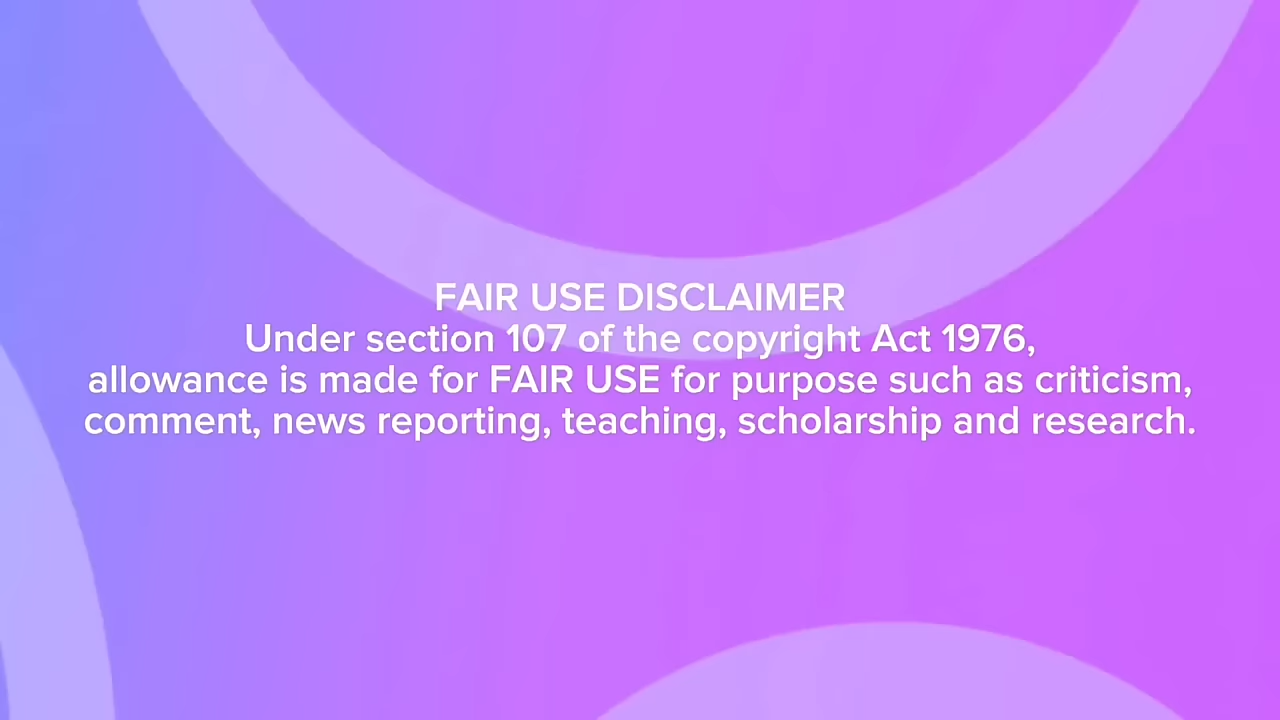 FAIR USE DISCLAIMER
Under section 107 of the copyright Act 1976,
allowance is made for FAIR USE for purpose such as criticism,
comment, news reporting, teaching, scholarship and research.